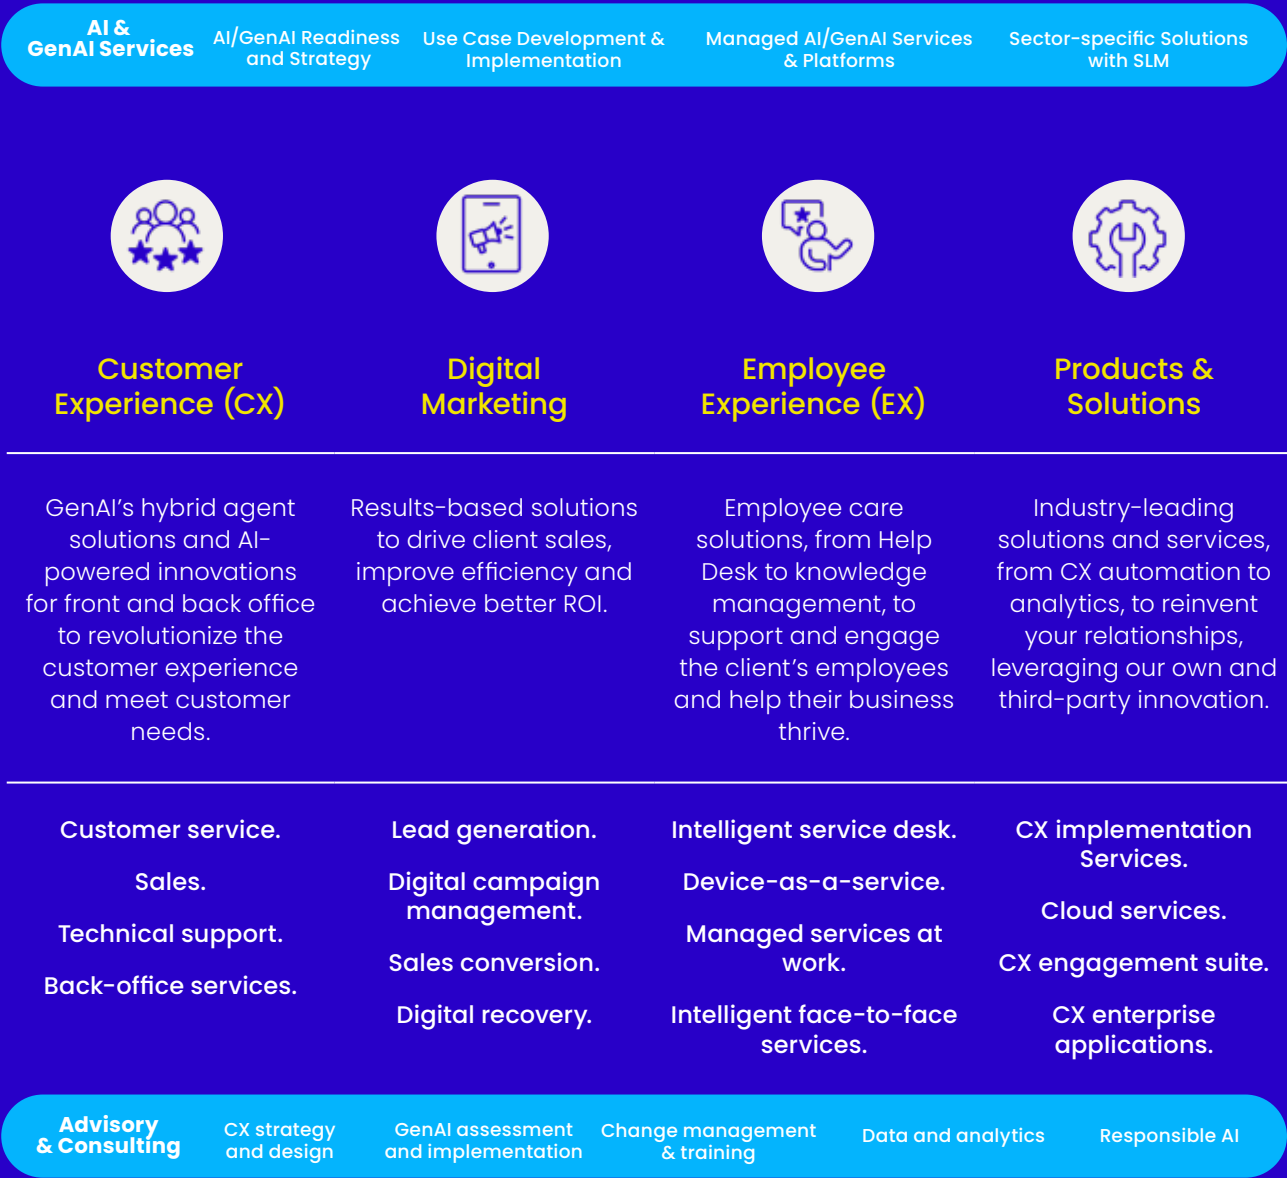 AI &
GenAI Services
AI/GenAI Readiness
and Strategy
Use Case Development &
Implementation
Managed AI/GenAI Services
& Platforms
Sector-specific Solutions
with SLM
Customer
Experience (CX)
Digital
Marketing
Employee
Experience (EX)
Products &
Solutions
GenAI’s hybrid agent
solutions and AI-
powered innovations
for front and back office
to revolutionize the
customer experience
and meet customer
needs.
Results-based solutions
to drive client sales,
improve efficiency and
achieve better ROI.
Employee care
solutions, from Help
Desk to knowledge
management, to
support and engage
the client’s employees
and help their business
thrive.
Industry-leading
solutions and services,
from CX automation to
analytics, to reinvent
your relationships,
leveraging our own and
third-party innovation.
Customer service.
Sales.
Technical support.
Back-office services.
Lead generation.
Digital campaign
management.
Sales conversion.
Digital recovery.
Intelligent service desk.
Device-as-a-service.
Managed services at
work.
Intelligent face-to-face
services.
CX implementation
Services.
Cloud services.
CX engagement suite.
CX enterprise
applications.
Advisory
& Consulting
CX strategy
and design
GenAI assessment
and implementation
Change management
& training
Data and analytics
Responsible AI